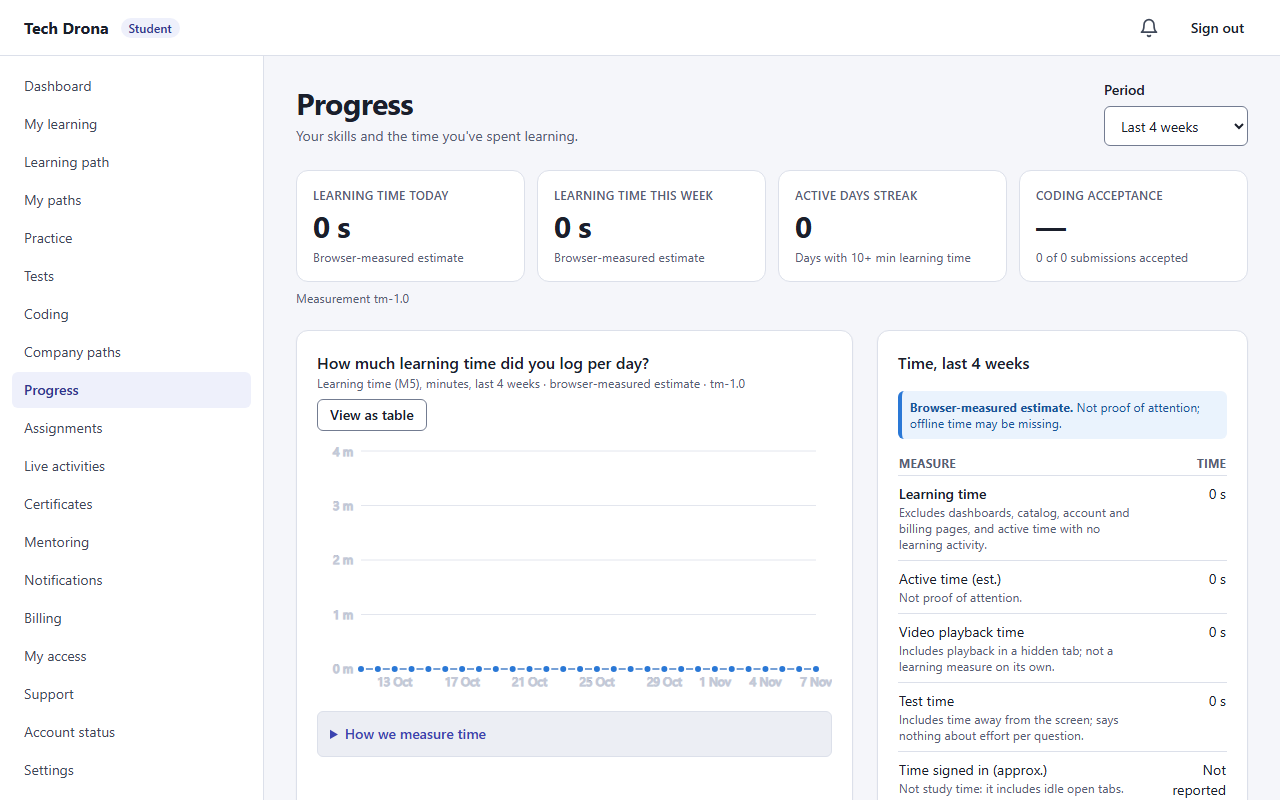 Tech Drona
Student
Sign out
Dashboard
My learning
Learning path
My paths
Practice
Tests
Coding
Company paths
Progress
Assignments
Live activities
Certificates
Mentoring
Notifications
Billing
My access
Support
Account status
Settings
Progress
Your skills and the time you've spent learning.
Period
Last 4 weeks
LEARNING TIME TODAY
0 s
Browser-measured estimate
LEARNING TIME THIS WEEK
0 s
Browser-measured estimate
ACTIVE DAYS STREAK
0
Days with 10+ min learning time
CODING ACCEPTANCE
—
0 of 0 submissions accepted
Measurement tm-1.0
How much learning time did you log per day?
Learning time (M5), minutes, last 4 weeks · browser-measured estimate · tm-1.0
View as table
4 m
3 m
2 m
1 m
0 m
13 Oct 17 Oct 21 Oct 25 Oct 29 Oct 1 Nov 4 Nov 7 Nov
How we measure time
Time, last 4 weeks
Browser-measured estimate. Not proof of attention;
offline time may be missing.
MEASURE TIME
Learning time 0 s
Excludes dashboards, catalog, account and
billing pages, and active time with no
learning activity.
Active time (est.) 0 s
Not proof of attention.
Video playback time 0 s
Includes playback in a hidden tab; not a
learning measure on its own.
Test time 0 s
Includes time away from the screen; says
nothing about effort per question.
Time signed in (approx.) Not
reported
Not study time: it includes idle open tabs.